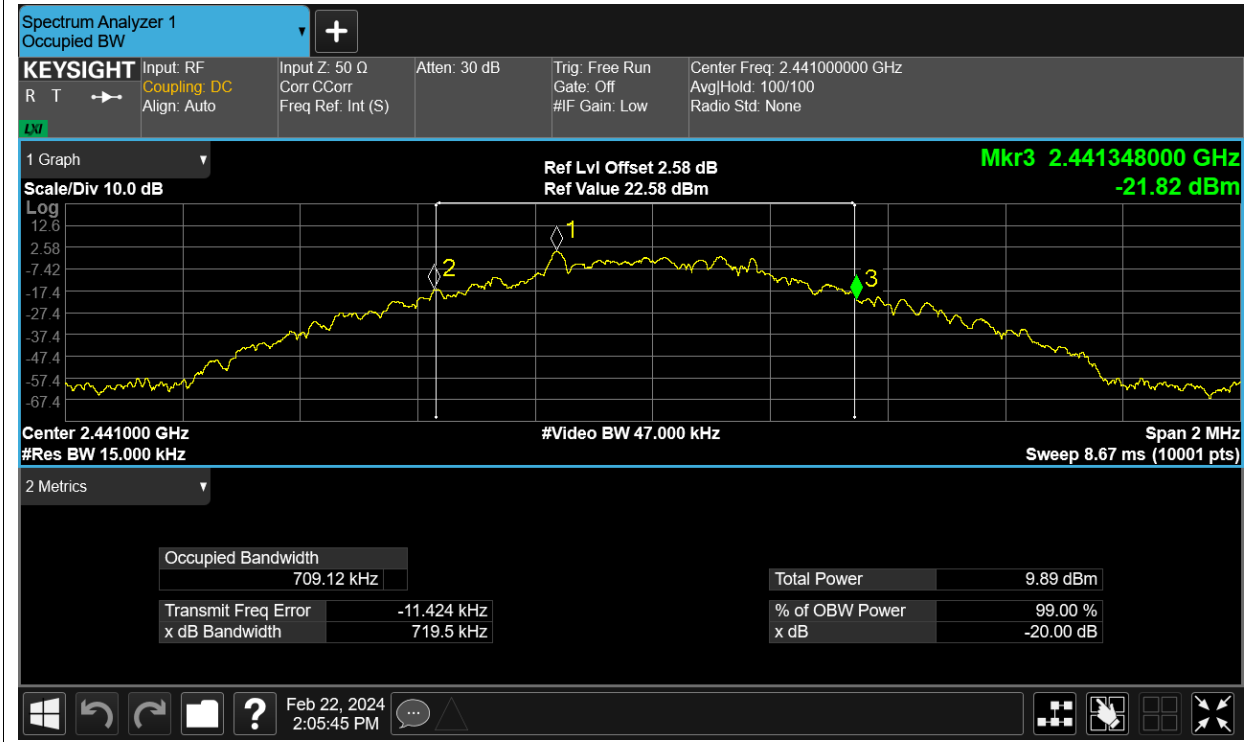 Spectrum Analyzer 1
Occupied BW
+
KEYSIGHT Input: RF Input Z: 50 Ω Atten: 30 dB Trig: Free Run Center Freq: 2.441000000 GHz
R T Coupling: DC Corr CCorr Gate: Off Avg|Hold: 100/100
Align: Auto Freq Ref: Int (S) #IF Gain: Low Radio Std: None
LXI
1 Graph Ref Lvl Offset 2.58 dB Mkr3 2.441348000 GHz
Scale/Div 10.0 dB Ref Value 22.58 dBm -21.82 dBm
Log
12.6
2.58
-7.42
-17.4
-27.4
-37.4
-47.4
-57.4
-67.4
1
2
3
Center 2.441000 GHz #Video BW 47.000 kHz Span 2 MHz
#Res BW 15.000 kHz Sweep 8.67 ms (10001 pts)
2 Metrics
Occupied Bandwidth
709.12 kHz Total Power 9.89 dBm
Transmit Freq Error -11.424 kHz % of OBW Power 99.00 %
x dB Bandwidth 719.5 kHz x dB -20.00 dB
? Feb 22, 2024
2:05:45 PM